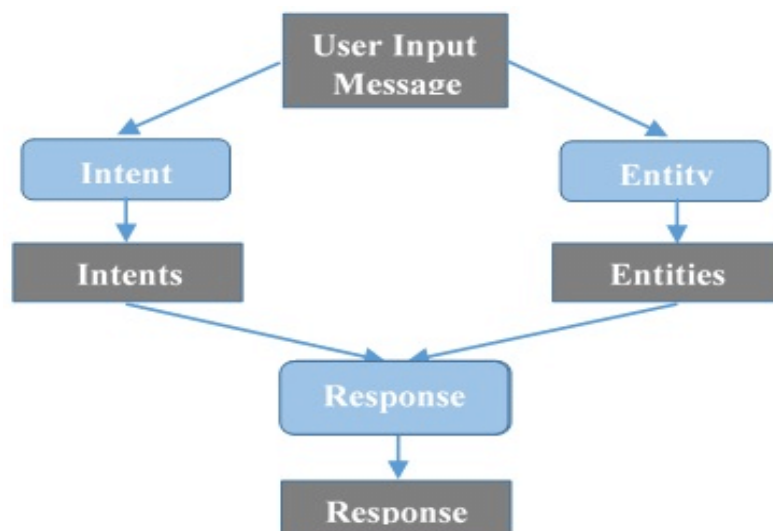 User Input
Message
Intent
Entity
Intents
Entities
Response
Response